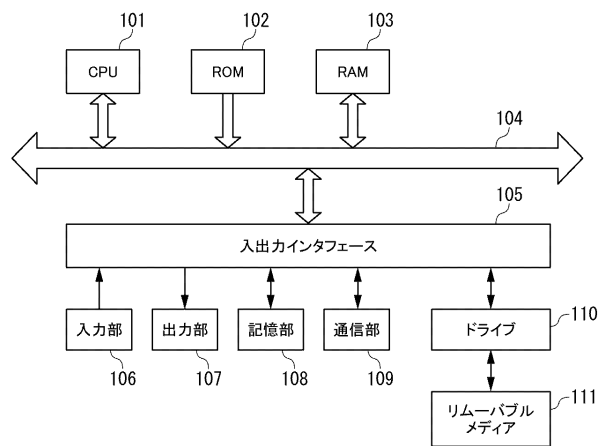 101
102
103
CPU
ROM
RAM
104
105
入出力インタフェース
入力部
出力部
記憶部
通信部
ドライブ
110
106
107
108
109
リムーバブル
メディア
111